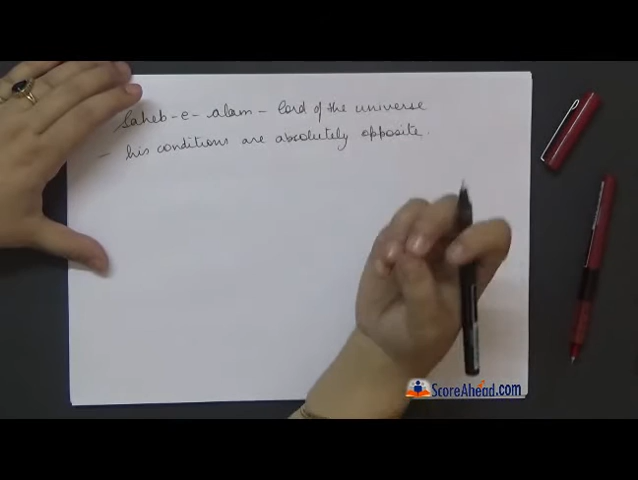 Saheb-e-alam - lord of the universe
- his conditions are absolutely opposite.
ScoreAhead.com